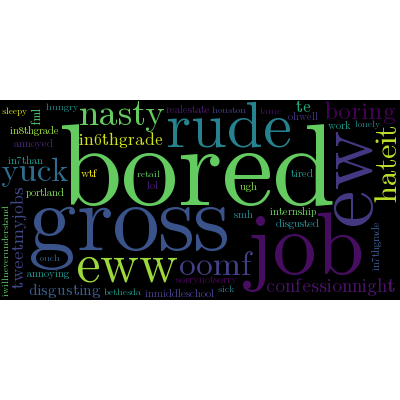 sleepy
hungry
realestate houston
lame
te
boring
fml
nasty
rude
ohwell
in8thgrade
in6thgrade
work lonely
annoyed
bored
hateit
in7than
yuck
wtf
retail
lol
ugh
tired
ew
portland
tweetmyjobs
gross
smh
internship
job
disgusted
iwillneverunderstand
ouch
eww
oomf
in7thgrade
annoying
sorrynotsorry
confessionnight
disgusting
bethesda
inmiddleschool
sick